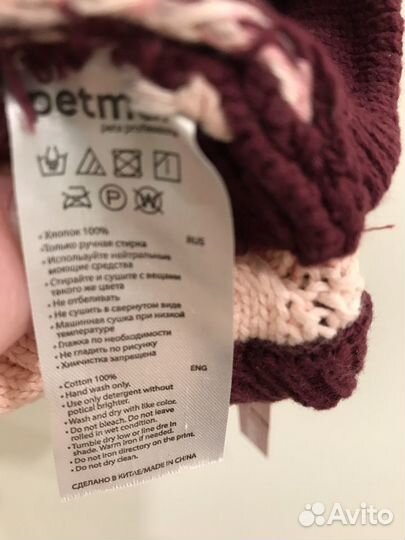 petm
pets professional
P W
• Хлопок 100%
RUS
• Только ручная стирка
• Используйте нейтральные
моющие средства
• Стирайте и сушите с вещами
такого же цвета
• Не отбеливать
• Не сушить в свернутом виде
• Машинная сушка при низкой
температуре
• Глажка по необходимости
• Не гладить по рисунку
• Химчистка запрещена
ENG
• Cotton 100%
• Hand wash only.
• Use only detergent without
potical brighter.
• Wash and dry with like color.
• Do not bleach. Do not leave
rolled in wet condition.
• Tumble dry low or line dre in
shade. Warm iron if needed.
• Do not iron directory on the print.
• Do not dry clean.
СДЕЛАНО В КИТАЕ/MADE IN CHINA
Avito